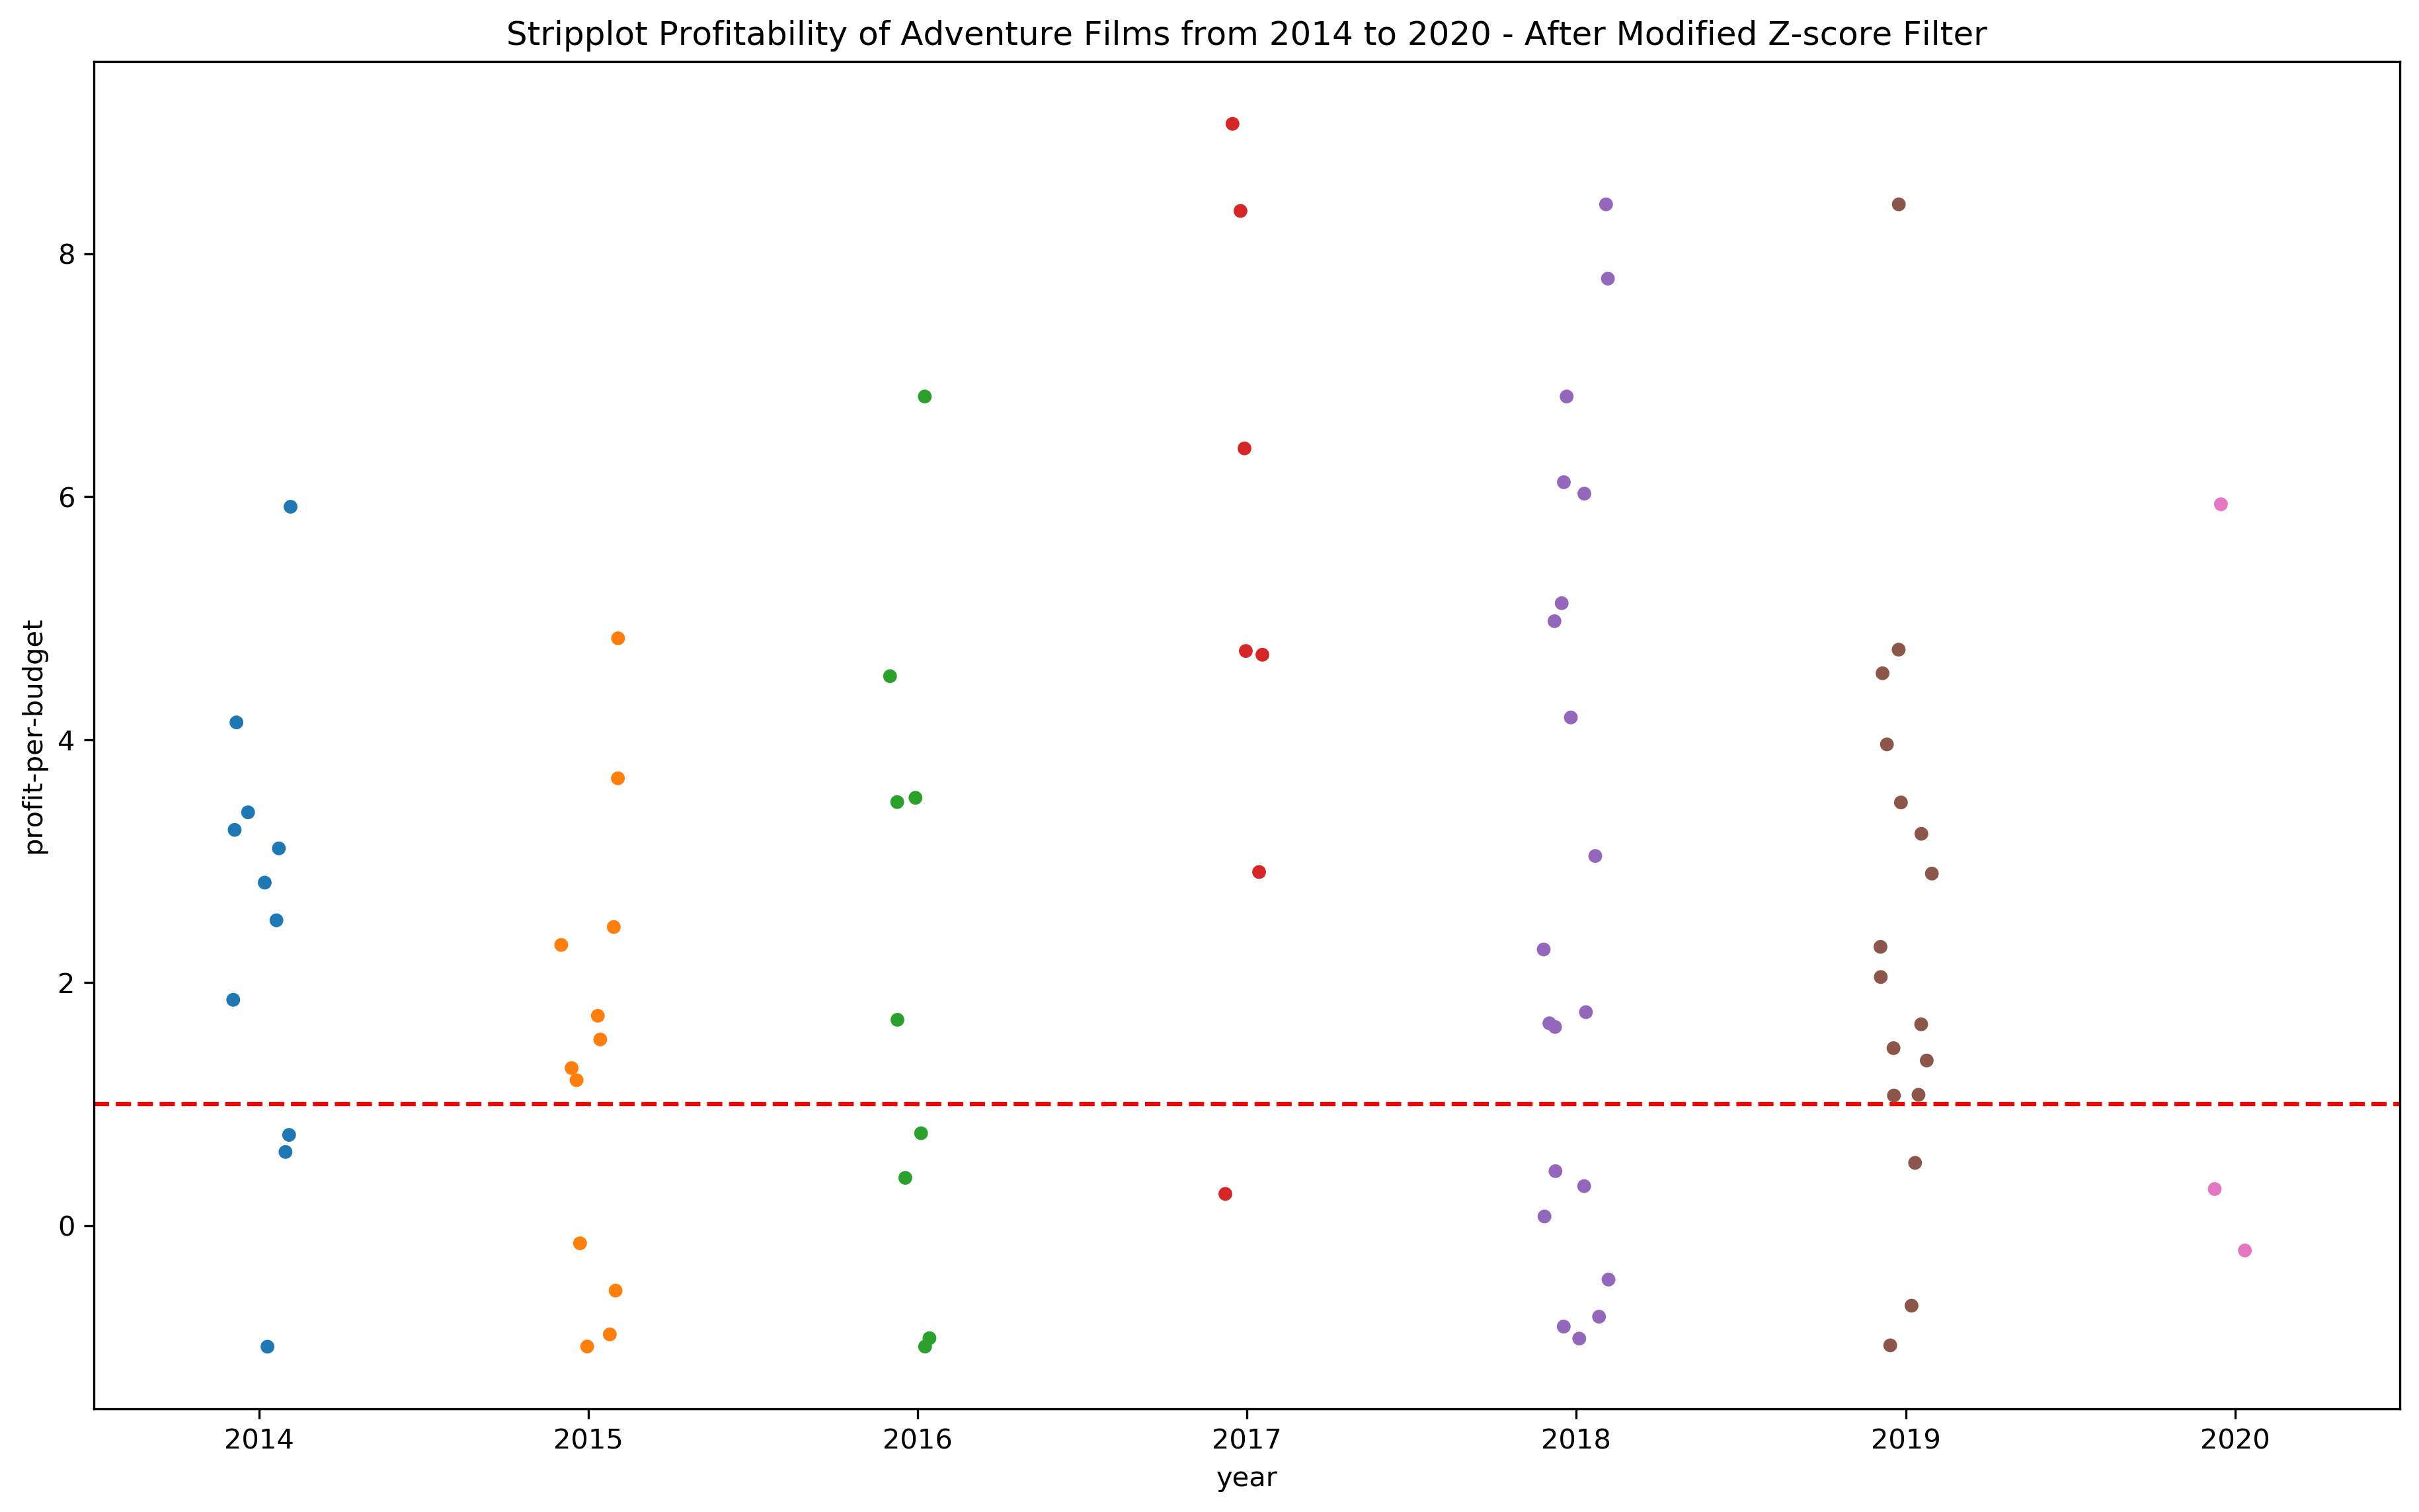 Stripplot Profitability of Adventure Films from 2014 to 2020 - After Modified Z-score Filter
profit-per-budget
8
6
4
2
0
2014 2015 2016 2017 2018 2019 2020
year